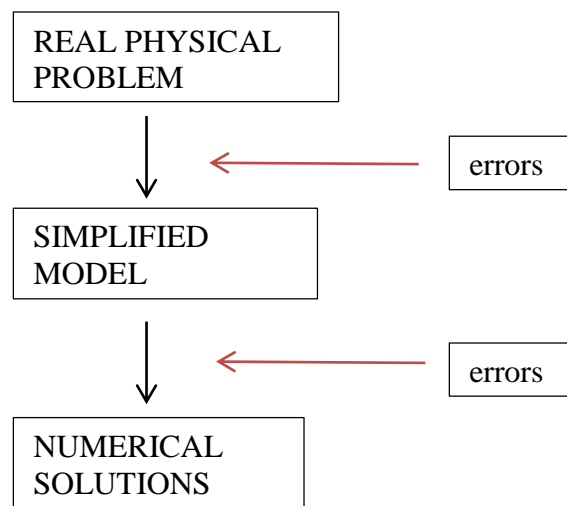 REAL PHYSICAL
PROBLEM
errors
SIMPLIFIED
MODEL
errors
NUMERICAL
SOLUTIONS